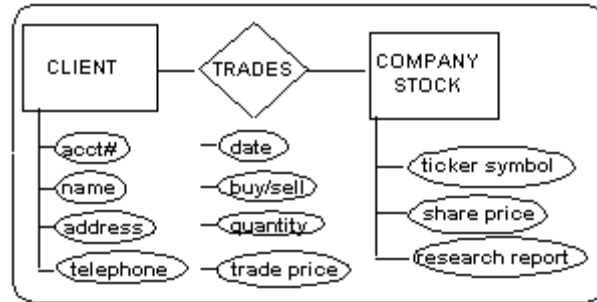 CLIENT
TRADES
COMPANY
STOCK
acct#
name
address
telephone
date
buy/sell
quantity
trade price
ticker symbol
share price
research report